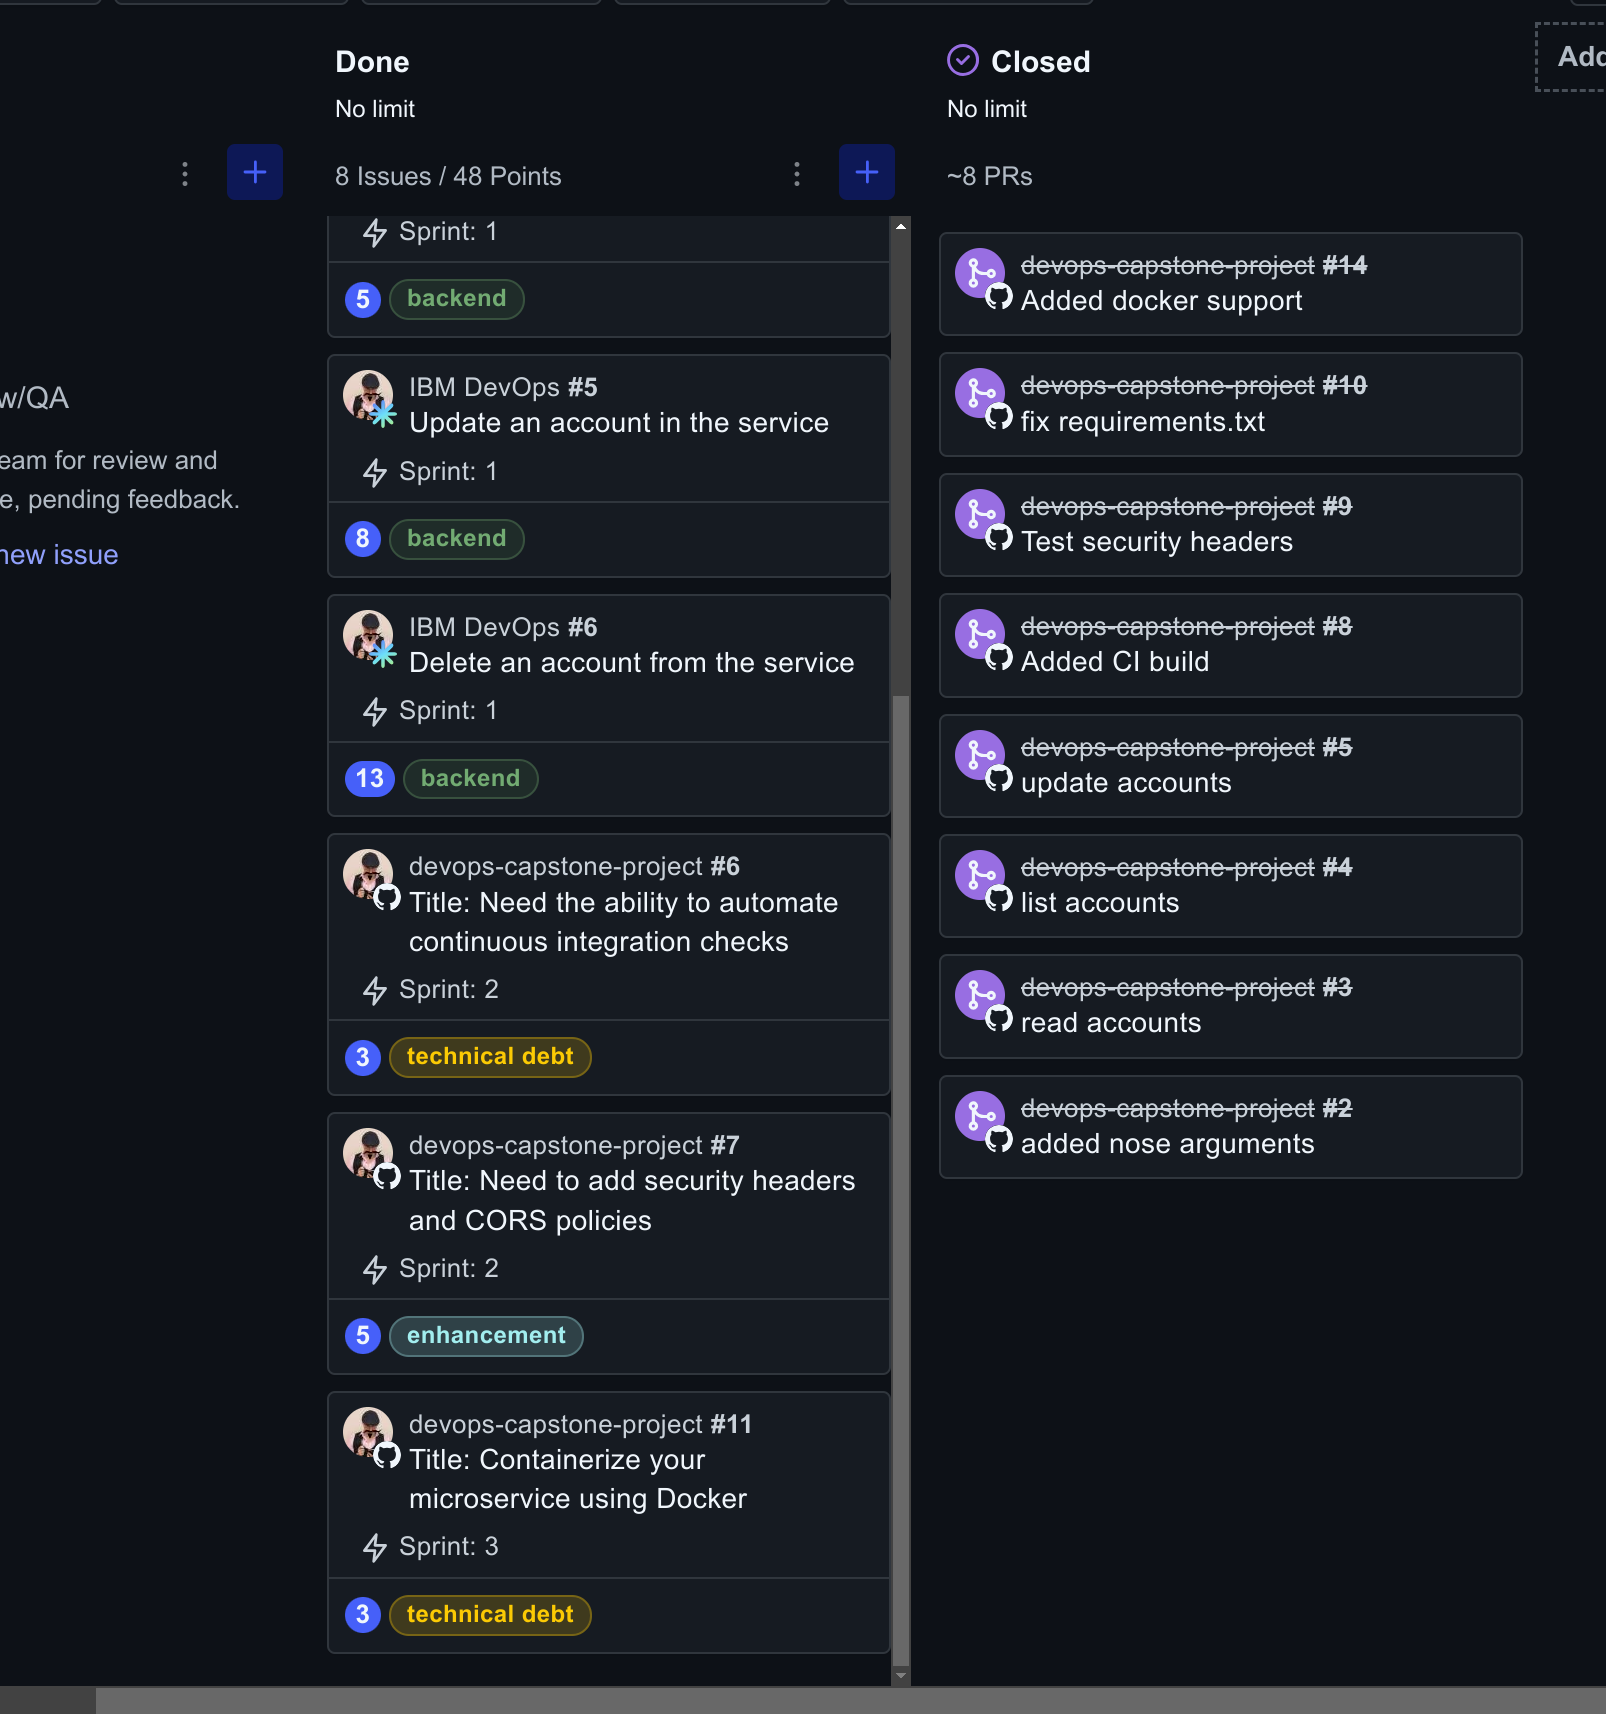 w/QA
eam for review and
e, pending feedback.
new issue
Done
No limit
8 Issues / 48 Points
Sprint: 1
5 backend
IBM DevOps #5
Update an account in the service
Sprint: 1
8 backend
IBM DevOps #6
Delete an account from the service
Sprint: 1
13 backend
devops-capstone-project #6
Title: Need the ability to automate
continuous integration checks
Sprint: 2
3 technical debt
devops-capstone-project #7
Title: Need to add security headers
and CORS policies
Sprint: 2
5 enhancement
devops-capstone-project #11
Title: Containerize your
microservice using Docker
Sprint: 3
3 technical debt
Closed
No limit
~8 PRs
devops-capstone-project #14
Added docker support
devops-capstone-project #10
fix requirements.txt
devops-capstone-project #9
Test security headers
devops-capstone-project #8
Added CI build
devops-capstone-project #5
update accounts
devops-capstone-project #4
list accounts
devops-capstone-project #3
read accounts
devops-capstone-project #2
added nose arguments
Add